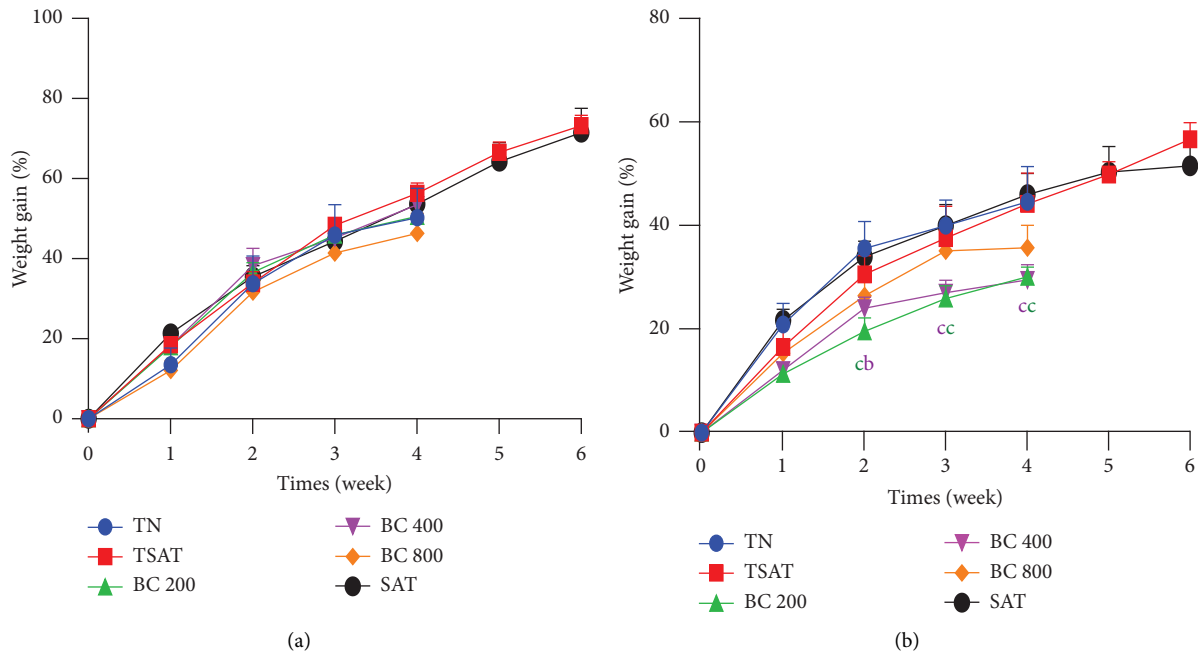 100
80
60
40
20
0
Weight gain (%)
0 1 2 3 4 5 6
Times (week)
TN
TSAT
BC 200
BC 400
BC 800
SAT
(a)
80
60
40
20
0
Weight gain (%)
cb
cc
cc
0 1 2 3 4 5 6
Times (week)
TN
TSAT
BC 200
BC 400
BC 800
SAT
(b)